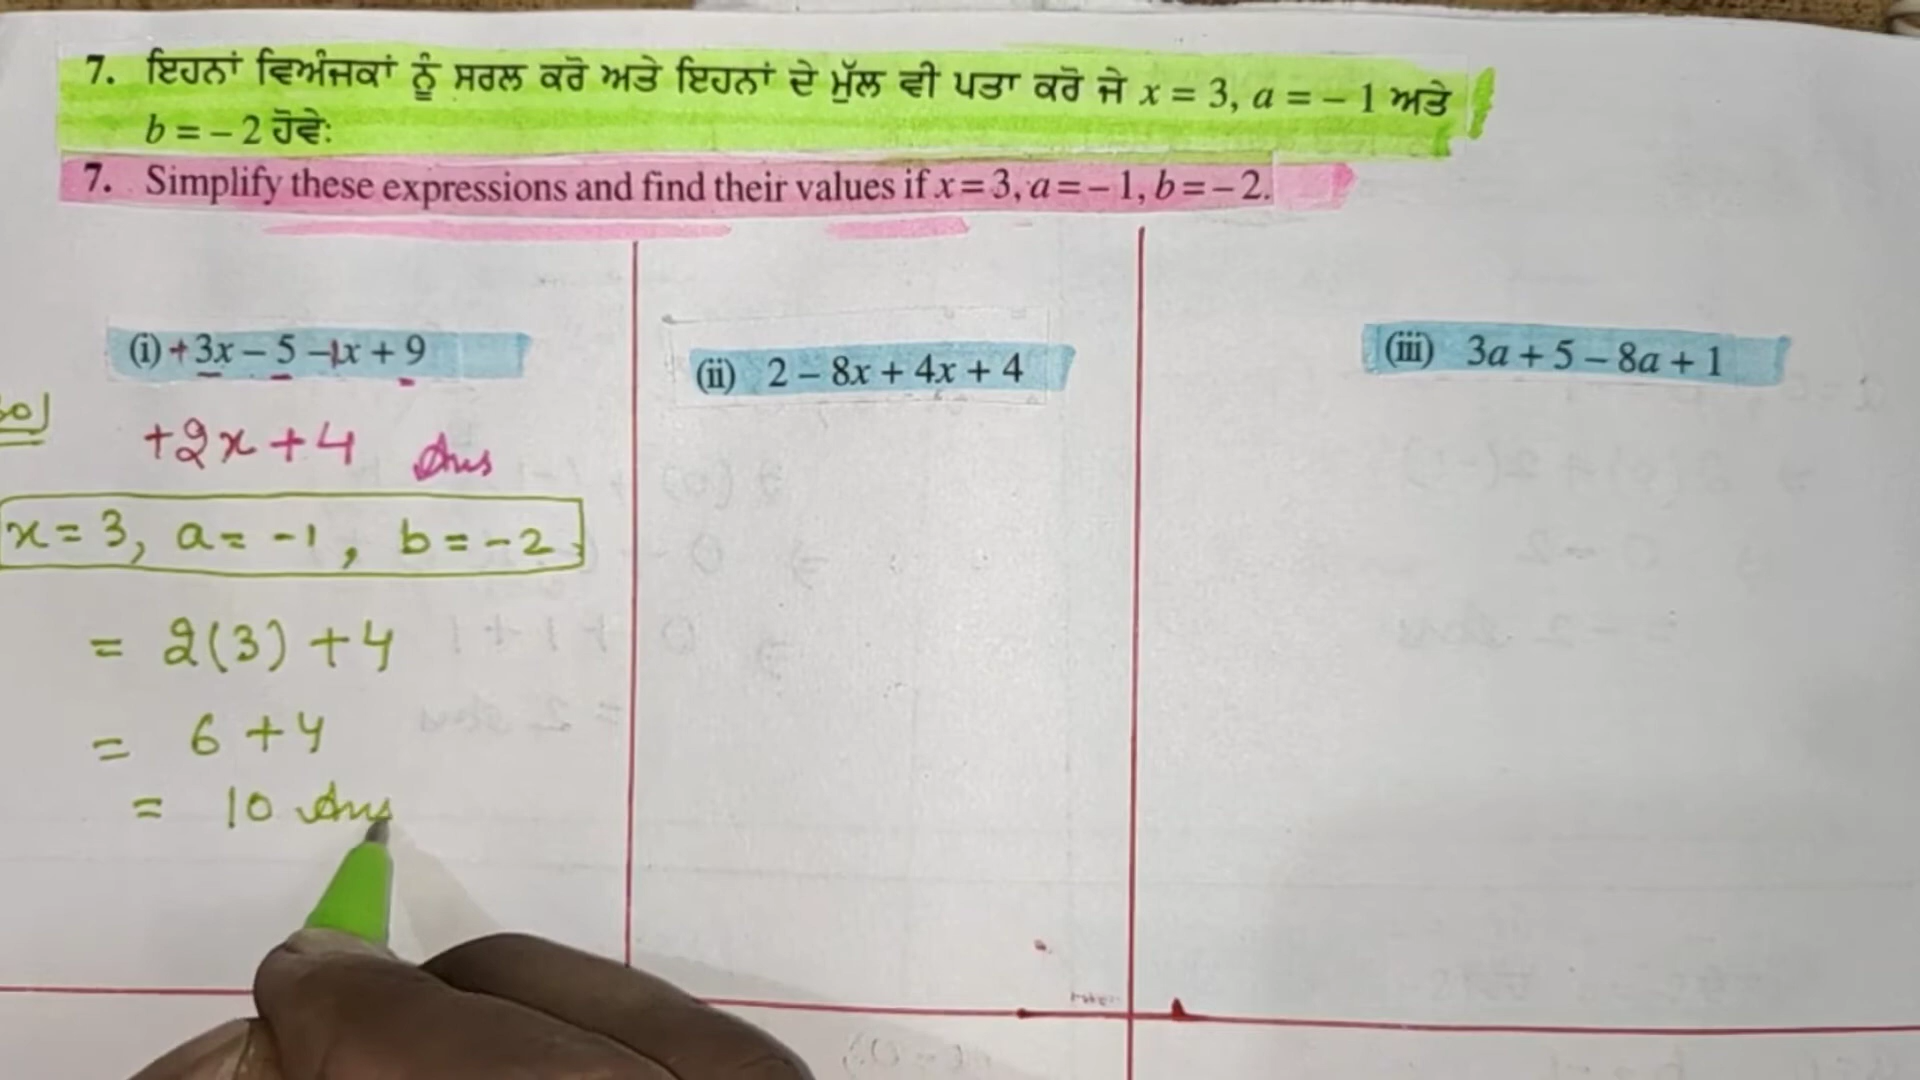 7. ਇਹਨਾਂ ਵਿਅੰਜਕਾਂ ਨੂੰ ਸਰਲ ਕਰੋ ਅਤੇ ਇਹਨਾਂ ਦੇ ਮੁੱਲ ਵੀ ਪਤਾ ਕਰੋ ਜੇ x = 3, a = – 1 ਅਤੇ
b = – 2 ਹੋਵੇ:
7. Simplify these expressions and find their values if x = 3, a = – 1, b = – 2.
(i) + 3x – 5 – 1x + 9
+2x + 4 Ans
x = 3, a = -1, b = -2
= 2(3) + 4
= 6 + 4
= 10 Ans
(ii) 2 – 8x + 4x + 4
(iii) 3a + 5 – 8a + 1